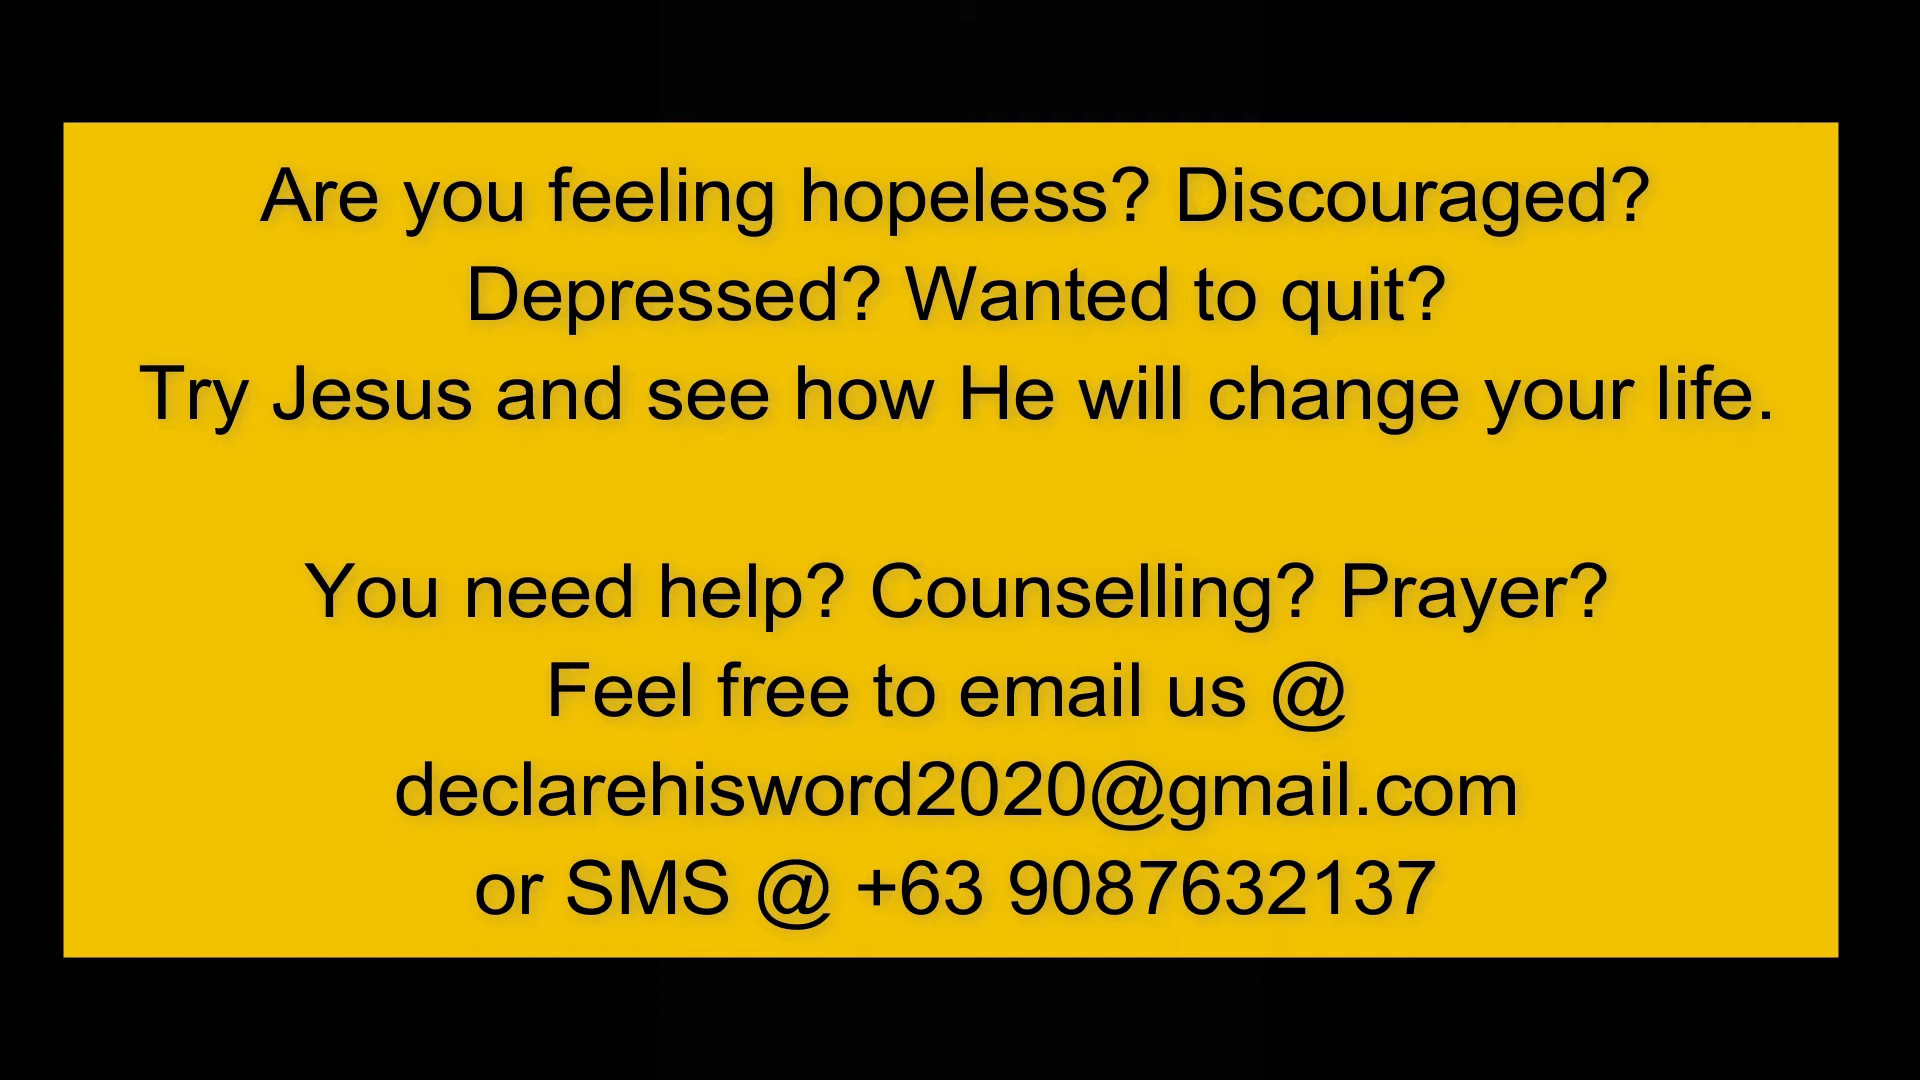 Are you feeling hopeless? Discouraged?
Depressed? Wanted to quit?
Try Jesus and see how He will change your life.
You need help? Counselling? Prayer?
Feel free to email us @
declarehisword2020@gmail.com
or SMS @ +63 9087632137